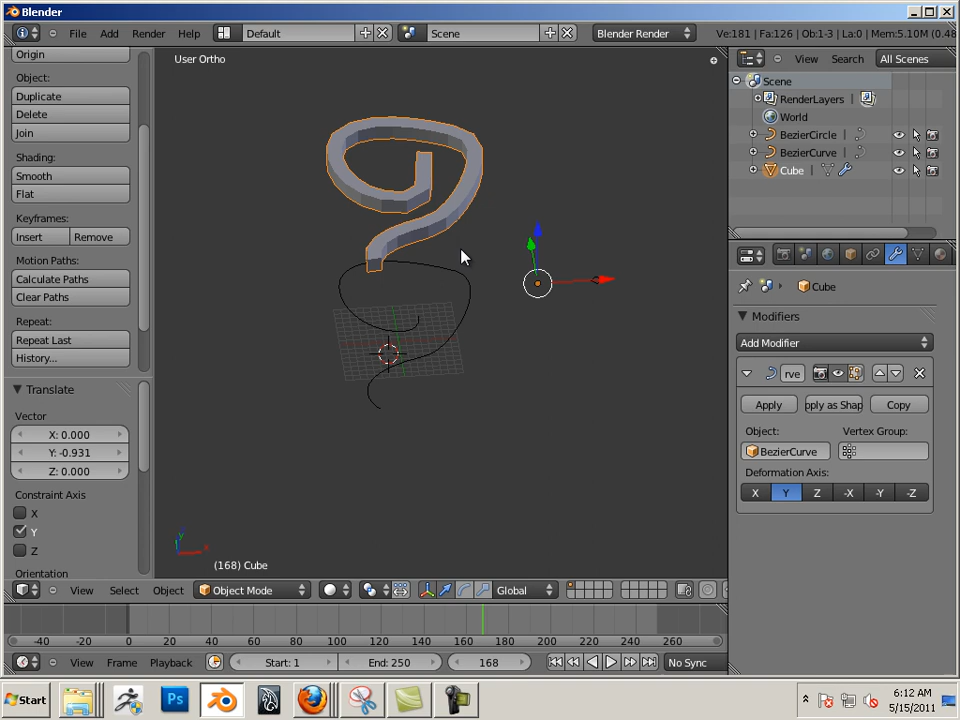 Blender
File Add Render Help Default Scene Blender Render Ve:181 | Fa:126 | Ob:1-3 | La:0 | Mem:5.10M (0.48
Origin
Object:
Duplicate
Delete
Join
Shading:
Smooth
Flat
Keyframes:
Insert Remove
Motion Paths:
Calculate Paths
Clear Paths
Repeat:
Repeat Last
History...
Translate
Vector
X: 0.000
Y: -0.931
Z: 0.000
Constraint Axis
X
Y
Z
Orientation
User Ortho
y
x
(168) Cube
View Select Object Object Mode Global
View Search All Scenes
Scene
RenderLayers
World
BezierCircle
BezierCurve
Cube
Cube
Modifiers
Add Modifier
rve
Apply pply as Shap Copy
Object: Vertex Group:
BezierCurve
Deformation Axis:
X Y Z -X -Y -Z
-40 -20 0 20 40 60 80 100 120 140 160 180 200 220 240 260
View Frame Playback Start: 1 End: 250 168 No Sync
Start Ps 6:12 AM
5/15/2011